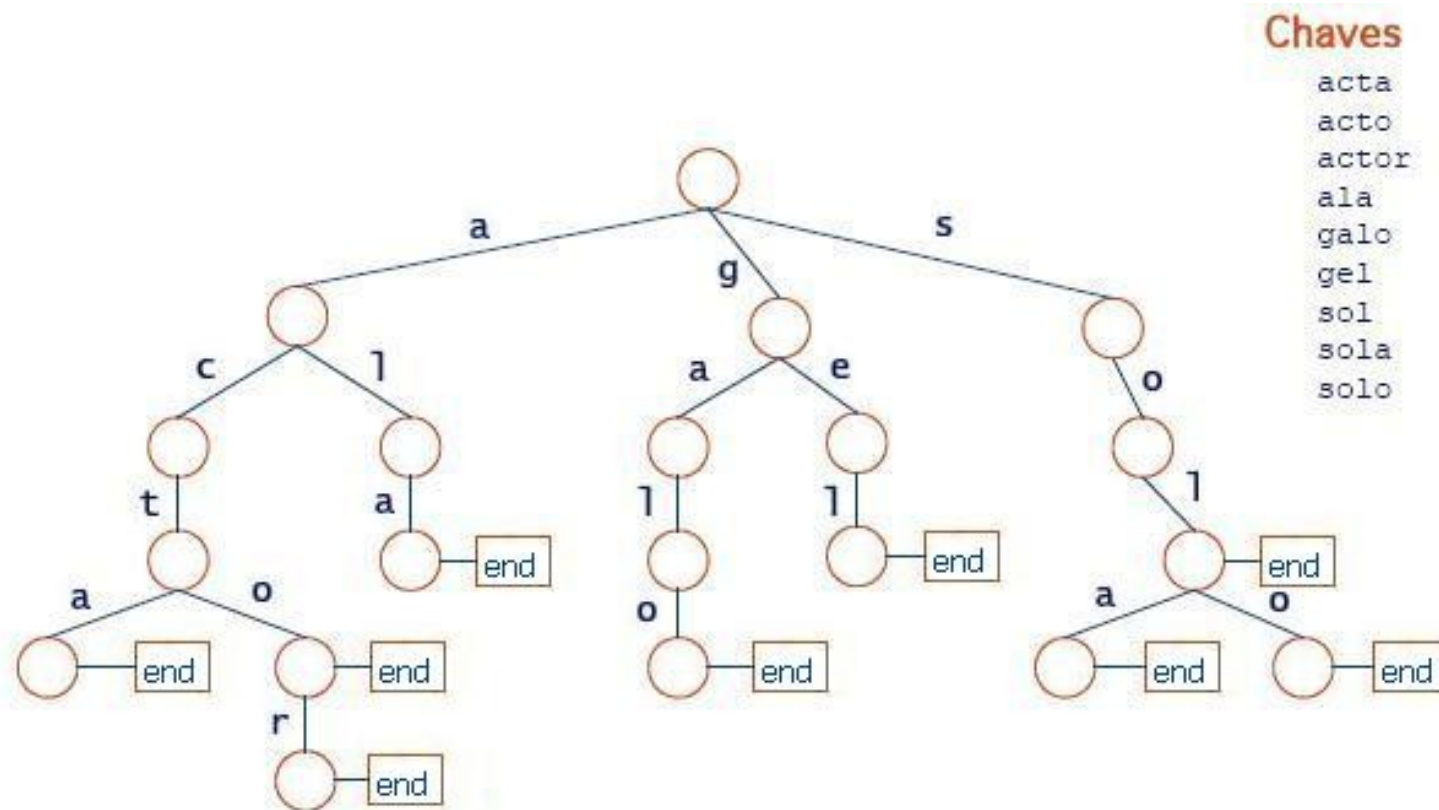 Chaves
acta
acto
actor
ala
galo
gel
sol
sola
solo
a
g
s
c
l
a
e
o
t
a
l
l
l
end
end
end
a
o
o
a
o
end
end
end
end
end
r
end